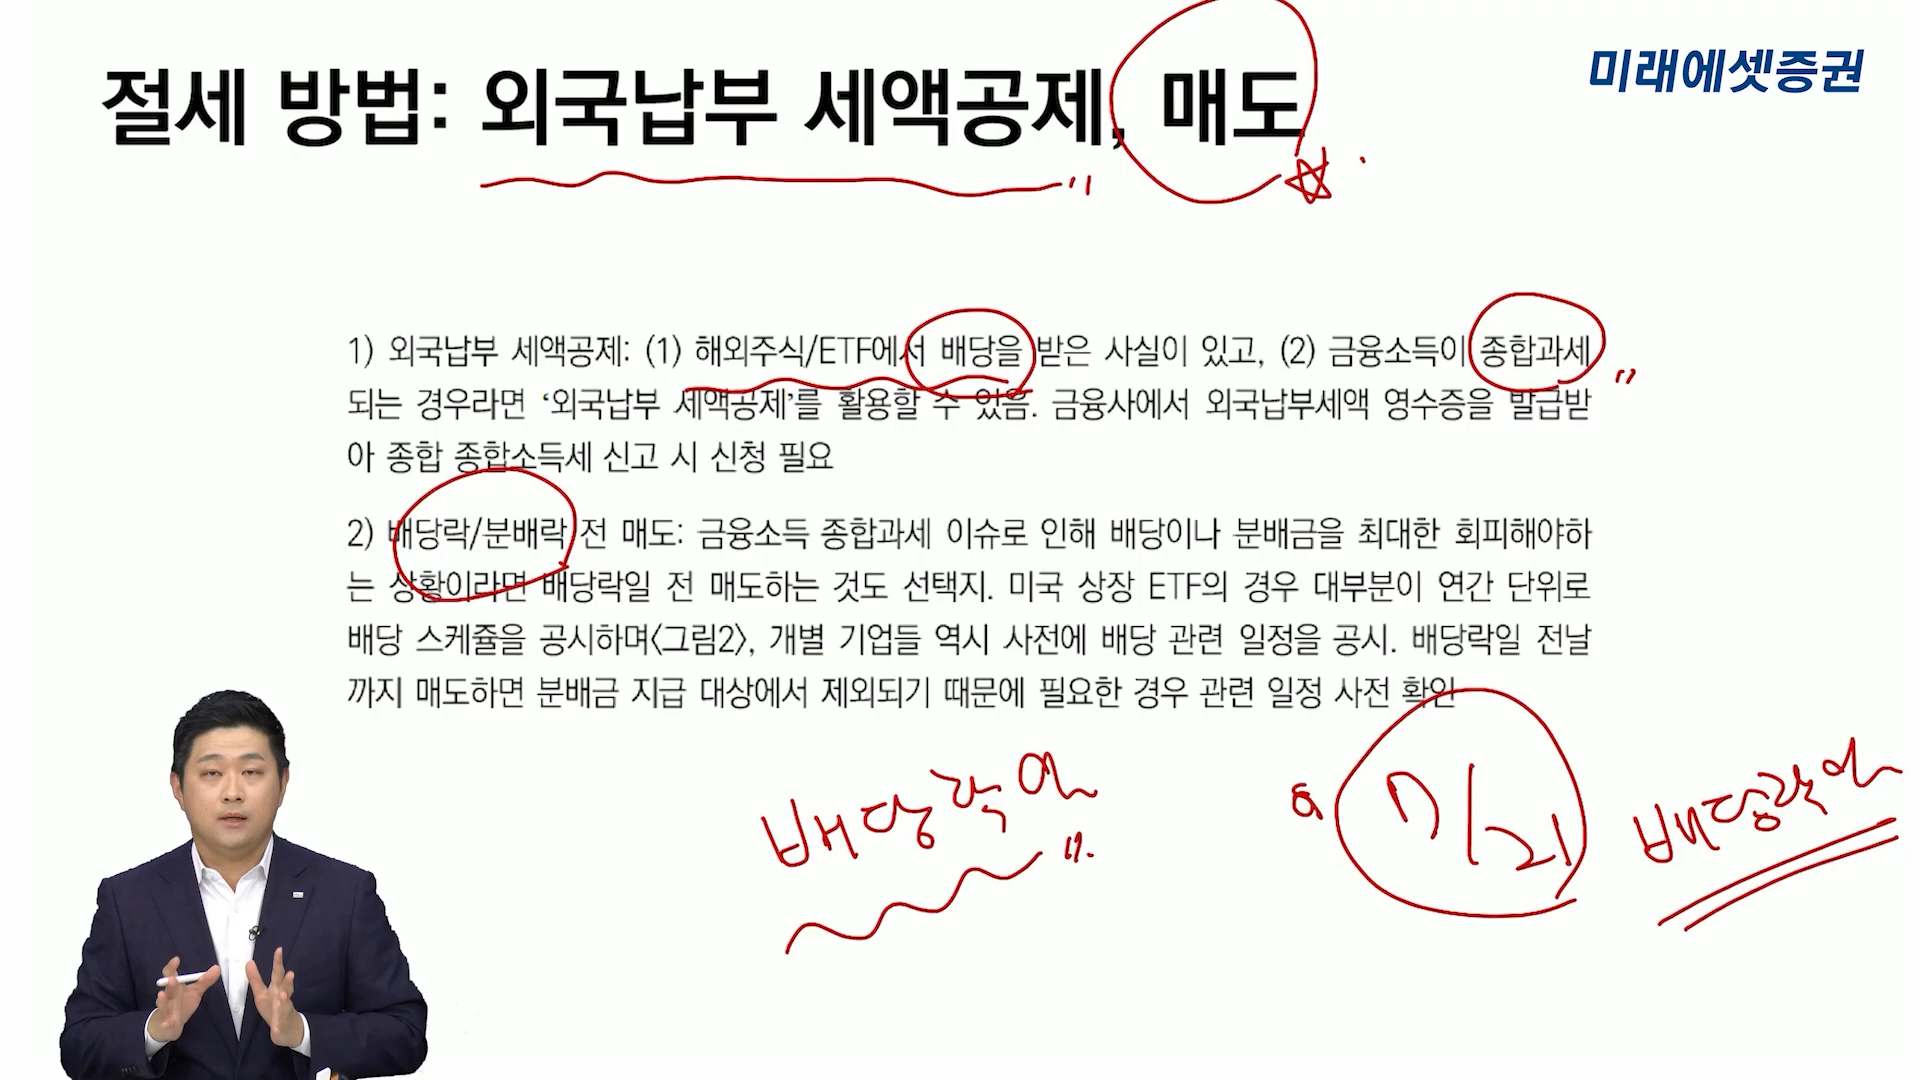 절세 방법: 외국납부 세액공제, 매도
미래에셋증권
1) 외국납부 세액공제: (1) 해외주식/ETF에서 배당을 받은 사실이 있고, (2) 금융소득이 종합과세
되는 경우라면 ‘외국납부 세액공제’를 활용할 수 있음. 금융사에서 외국납부세액 영수증을 발급받
아 종합 종합소득세 신고 시 신청 필요
2) 배당락/분배락 전 매도: 금융소득 종합과세 이슈로 인해 배당이나 분배금을 최대한 회피해야하
는 상황이라면 배당락일 전 매도하는 것도 선택지. 미국 상장 ETF의 경우 대부분이 연간 단위로
배당 스케쥴을 공시하며<그림2>, 개별 기업들 역시 사전에 배당 관련 일정을 공시. 배당락일 전날
까지 매도하면 분배금 지급 대상에서 제외되기 때문에 필요한 경우 관련 일정 사전 확인
배당락일
7/21
배당락일